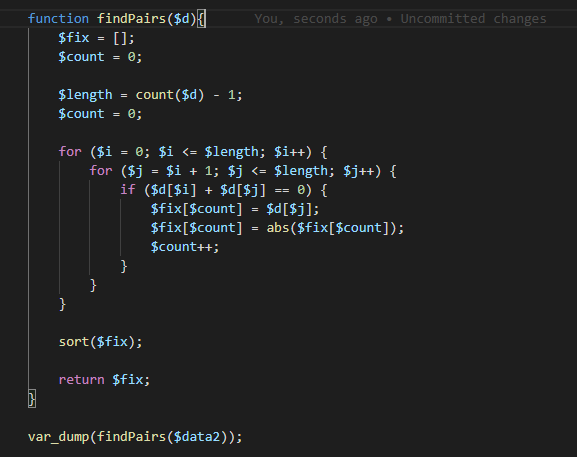 function findPairs($d){ You, seconds ago • Uncommitted changes
    $fix = [];
    $count = 0;

    $length = count($d) - 1;
    $count = 0;

    for ($i = 0; $i <= $length; $i++) {
        for ($j = $i + 1; $j <= $length; $j++) {
            if ($d[$i] + $d[$j] == 0) {
                $fix[$count] = $d[$j];
                $fix[$count] = abs($fix[$count]);
                $count++;
            }
        }
    }

    sort($fix);

    return $fix;
}

var_dump(findPairs($data2));